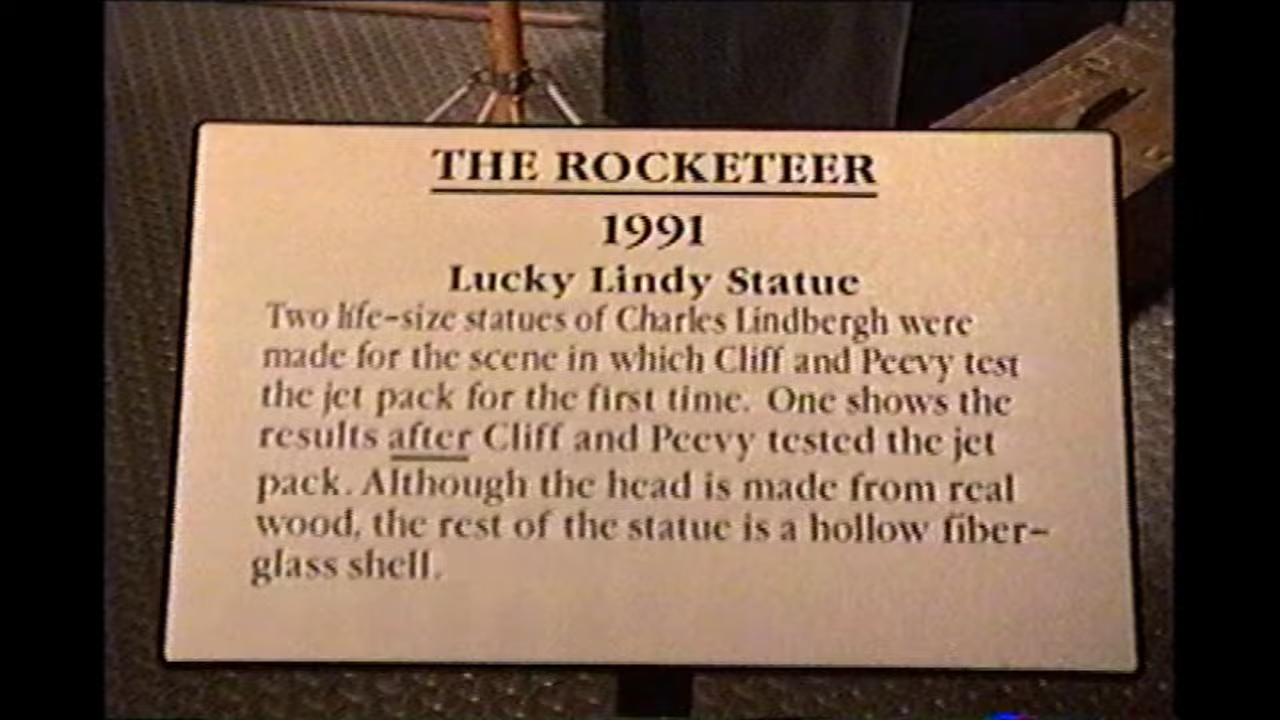 THE ROCKETEER
1991
Lucky Lindy Statue
Two life-size statues of Charles Lindbergh were
made for the scene in which Cliff and Peevy test
the jet pack for the first time. One shows the
results after Cliff and Peevy tested the jet
pack. Although the head is made from real
wood, the rest of the statue is a hollow fiber-
glass shell.